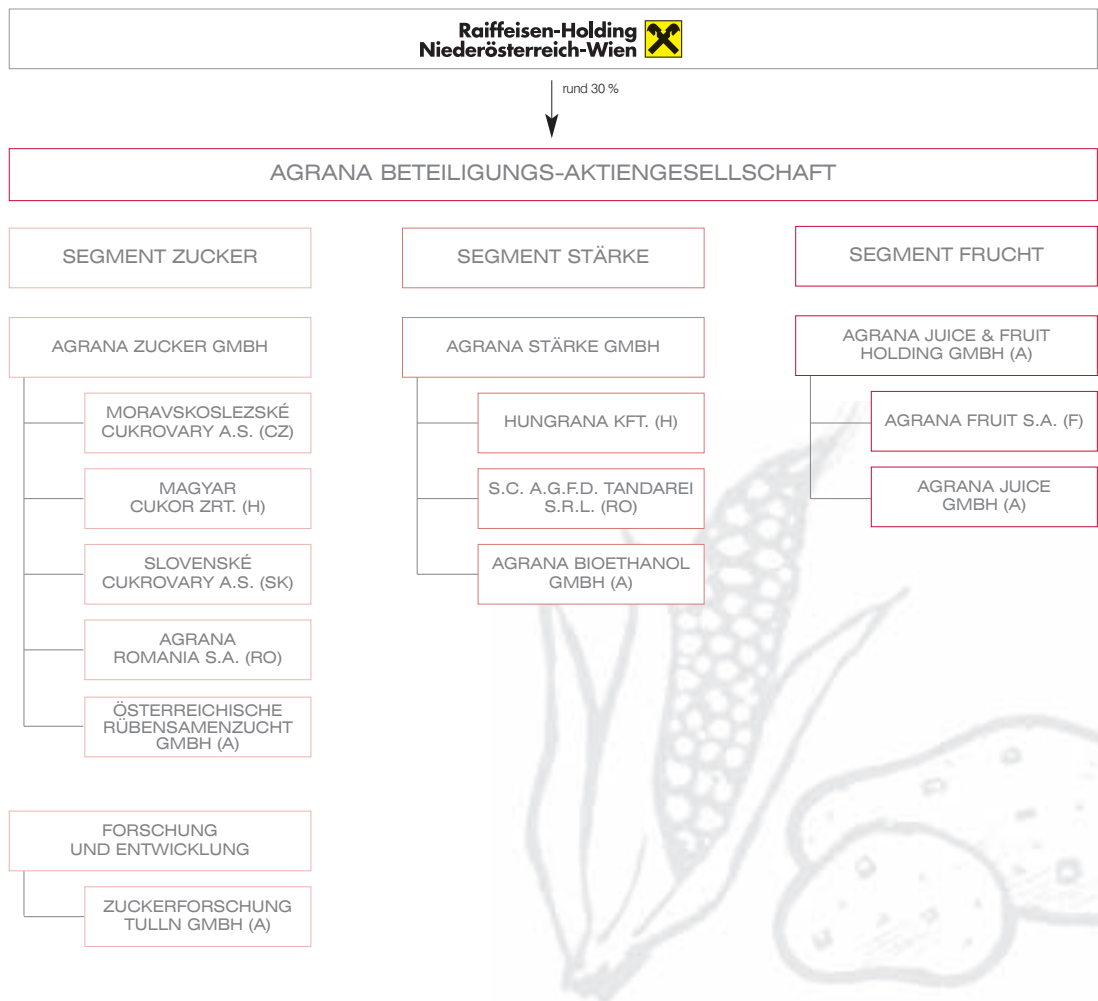 Raiffeisen-Holding
Niederösterreich-Wien
rund 30 %
AGRANA BETEILIGUNGS-AKTIENGESELLSCHAFT
SEGMENT ZUCKER
AGRANA ZUCKER GMBH
MORAVSKOSLEZSKÉ
CUKROVARY A.S. (CZ)
MAGYAR
CUKOR ZRT. (H)
SLOVENSKÉ
CUKROVARY A.S. (SK)
AGRANA
ROMANIA S.A. (RO)
ÖSTERREICHISCHE
RÜBENSAMENZUCHT
GMBH (A)
FORSCHUNG
UND ENTWICKLUNG
ZUCKERFORSCHUNG
TULLN GMBH (A)
SEGMENT STÄRKE
AGRANA STÄRKE GMBH
HUNGRANA KFT. (H)
S.C. A.G.F.D. TANDAREI
S.R.L. (RO)
AGRANA BIOETHANOL
GMBH (A)
SEGMENT FRUCHT
AGRANA JUICE & FRUIT
HOLDING GMBH (A)
AGRANA FRUIT S.A. (F)
AGRANA JUICE
GMBH (A)